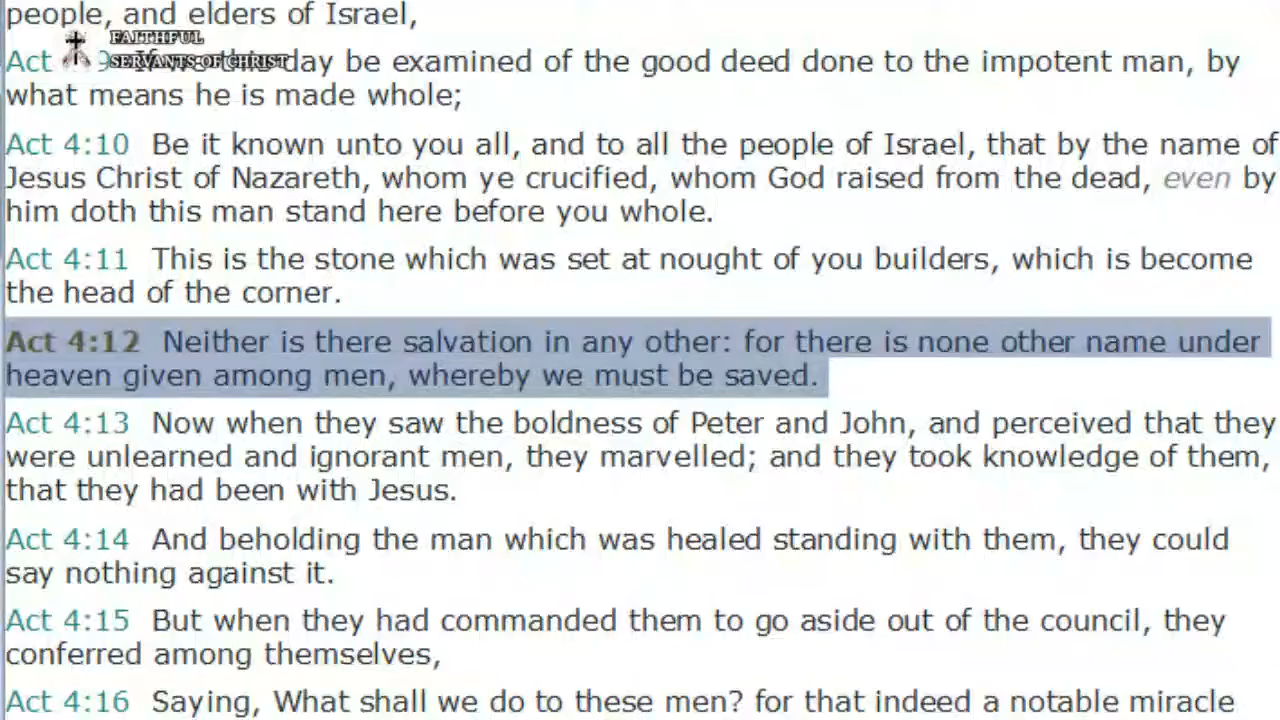 people, and elders of Israel,
FAITHFUL
SERVANTS OF CHRIST
Act 9 If we this day be examined of the good deed done to the impotent man, by
what means he is made whole;
Act 4:10 Be it known unto you all, and to all the people of Israel, that by the name of
Jesus Christ of Nazareth, whom ye crucified, whom God raised from the dead, even by
him doth this man stand here before you whole.
Act 4:11 This is the stone which was set at nought of you builders, which is become
the head of the corner.
Act 4:12 Neither is there salvation in any other: for there is none other name under
heaven given among men, whereby we must be saved.
Act 4:13 Now when they saw the boldness of Peter and John, and perceived that they
were unlearned and ignorant men, they marvelled; and they took knowledge of them,
that they had been with Jesus.
Act 4:14 And beholding the man which was healed standing with them, they could
say nothing against it.
Act 4:15 But when they had commanded them to go aside out of the council, they
conferred among themselves,
Act 4:16 Saying, What shall we do to these men? for that indeed a notable miracle